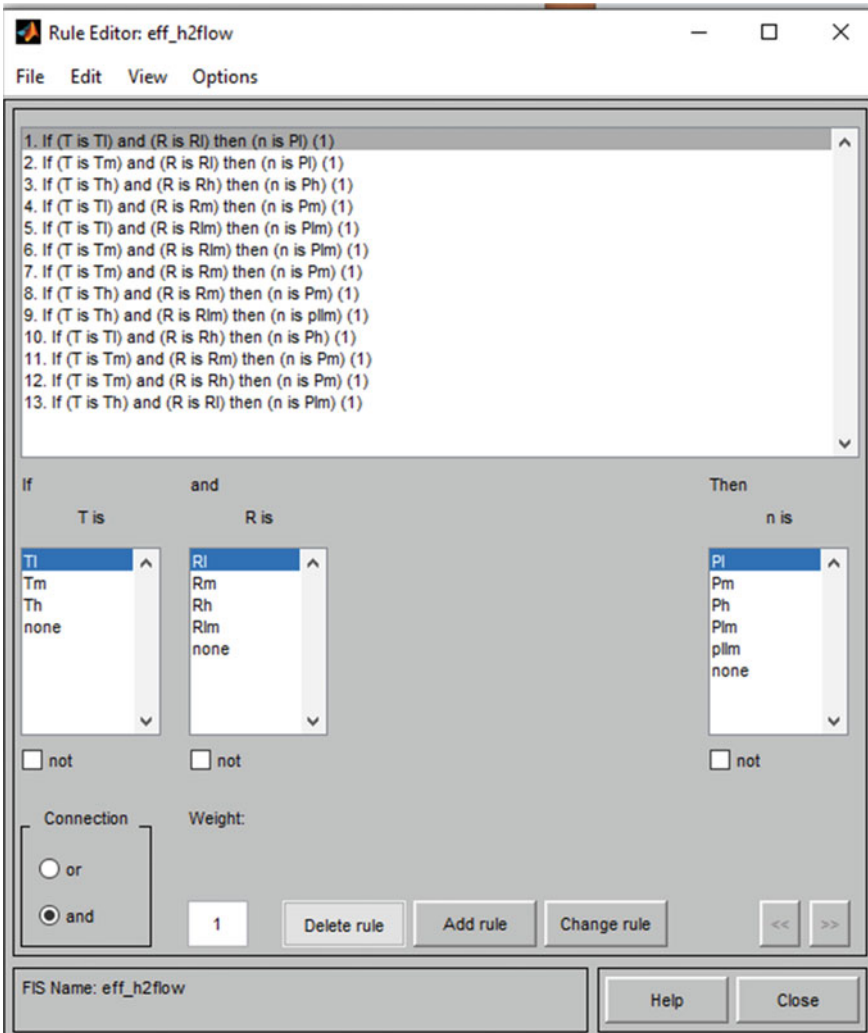 Rule Editor: eff_h2flow
File Edit View Options
1. If (T is Tl) and (R is Rl) then (n is Pl) (1)
2. If (T is Tm) and (R is Rl) then (n is Pl) (1)
3. If (T is Th) and (R is Rh) then (n is Ph) (1)
4. If (T is Tl) and (R is Rm) then (n is Pm) (1)
5. If (T is Tl) and (R is Rlm) then (n is Plm) (1)
6. If (T is Tm) and (R is Rlm) then (n is Plm) (1)
7. If (T is Tm) and (R is Rm) then (n is Pm) (1)
8. If (T is Th) and (R is Rm) then (n is Pm) (1)
9. If (T is Th) and (R is Rlm) then (n is pllm) (1)
10. If (T is Tl) and (R is Rh) then (n is Ph) (1)
11. If (T is Tm) and (R is Rm) then (n is Pm) (1)
12. If (T is Tm) and (R is Rh) then (n is Pm) (1)
13. If (T is Th) and (R is Rl) then (n is Plm) (1)
If and Then
T is R is n is
Tl Rl Pl
Tm Rm Pm
Th Rh Ph
none Rlm Plm
none pllm
none
not not not
Connection Weight:
or
and 1 Delete rule Add rule Change rule << >>
FIS Name: eff_h2flow
Help Close